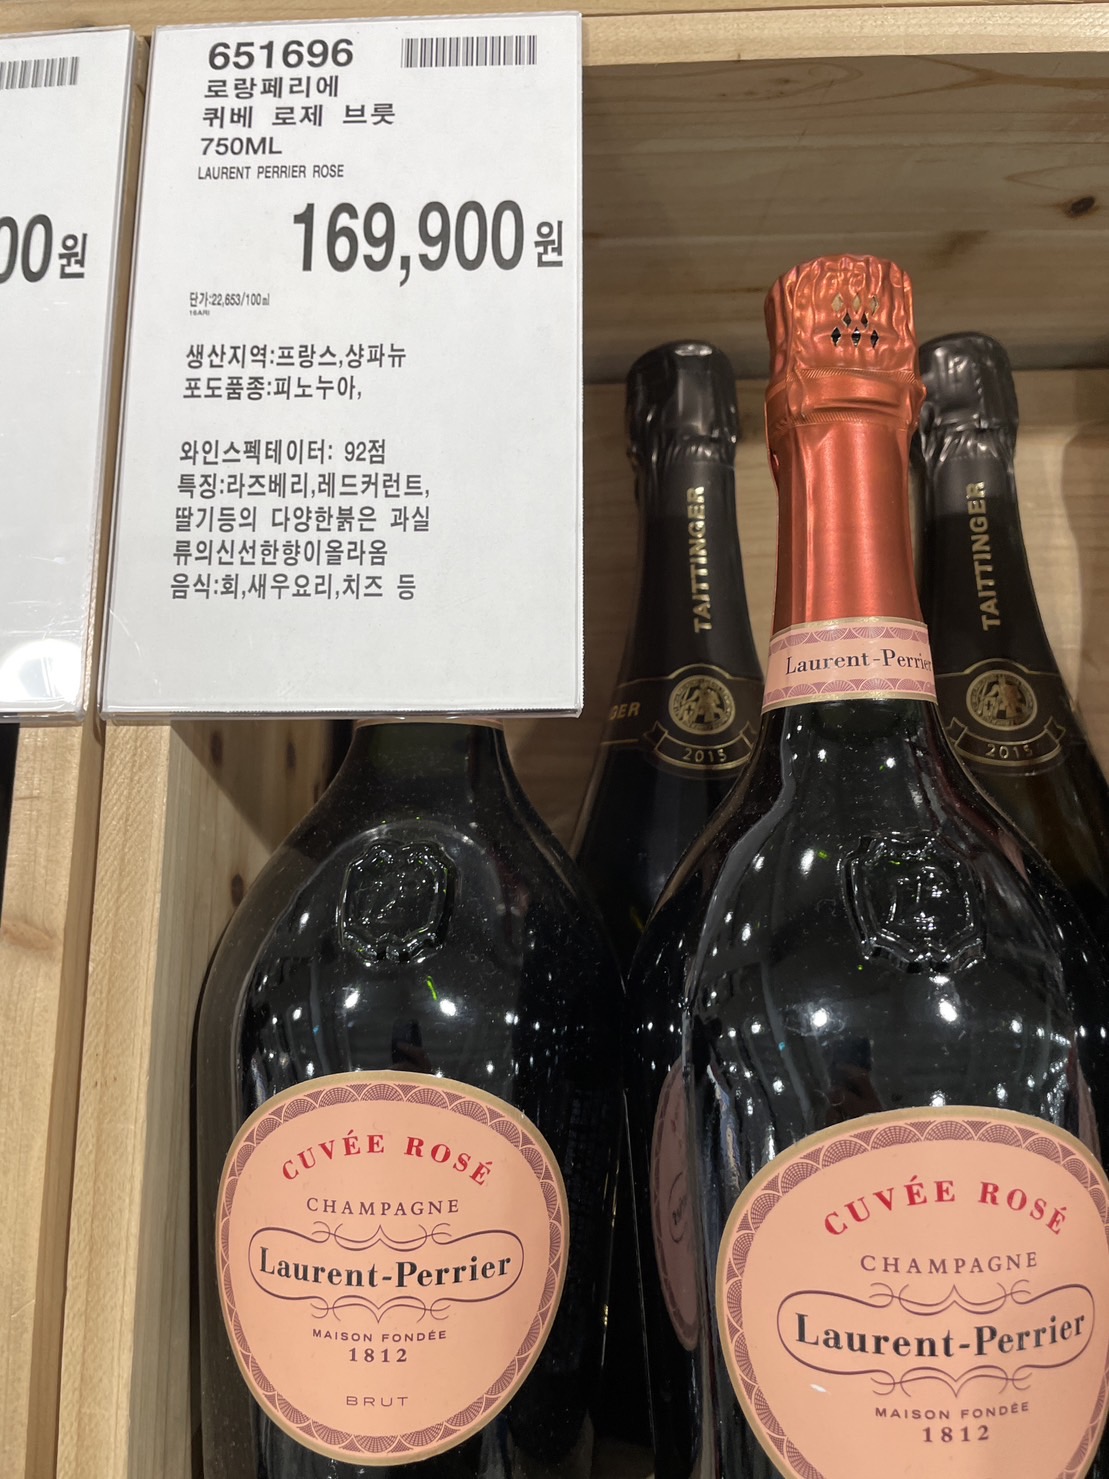 651696
로랑페리에
퀴베 로제 브룻
750ML
LAURENT PERRIER ROSE
169,900원
단가:22,653/100㎖
16ARI
생산지역:프랑스,샹파뉴
포도품종:피노누아,
와인스펙테이터: 92점
특징:라즈베리,레드커런트,
딸기등의 다양한붉은 과실
류의신선한향이올라옴
음식:회,새우요리,치즈 등
00원
TAITTINGER
GER
2015
Laurent-Perrier
TAITTINGER
2015
CUVÉE ROSÉ
CHAMPAGNE
Laurent-Perrier
MAISON FONDÉE
1812
BRUT
CUVÉE ROSÉ
CHAMPAGNE
Laurent-Perrier
MAISON FONDÉE
1812